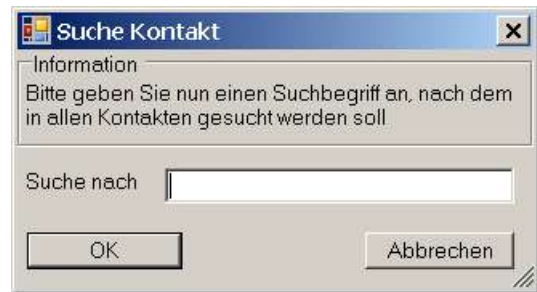 Suche Kontakt
Information
Bitte geben Sie nun einen Suchbegriff an, nach dem
in allen Kontakten gesucht werden soll
Suche nach
OK Abbrechen